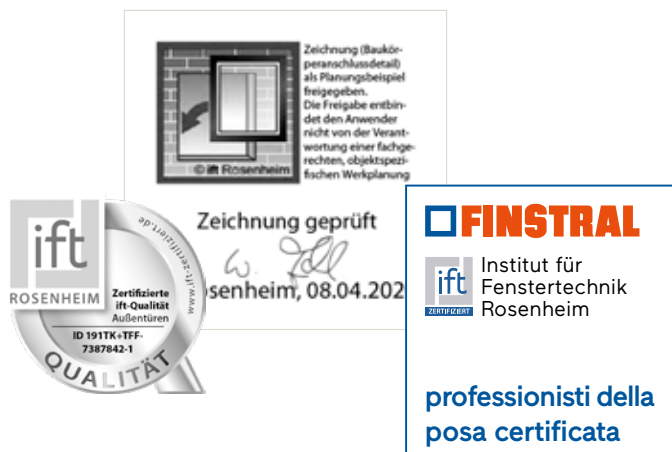 Zeichnung (Baukör-
peranschlussdetail)
als Planungsbeispiel
freigegeben.
Die Freigabe entbin-
det den Anwender
nicht von der Verant-
wortung einer fachge-
rechten, objektspezi-
fischen Werkplanung
© ift Rosenheim
Zeichnung geprüft
senheim, 08.04.202
ift
ROSENHEIM
www.ift-zertifiziert.de
Zertifizierte
ift-Qualität
Außentüren
ID 191TK+TFF-
7387842-1
QUALITÄT
FINSTRAL
ift
ZERTIFIZIERT
Institut für
Fenstertechnik
Rosenheim
professionisti della
posa certificata